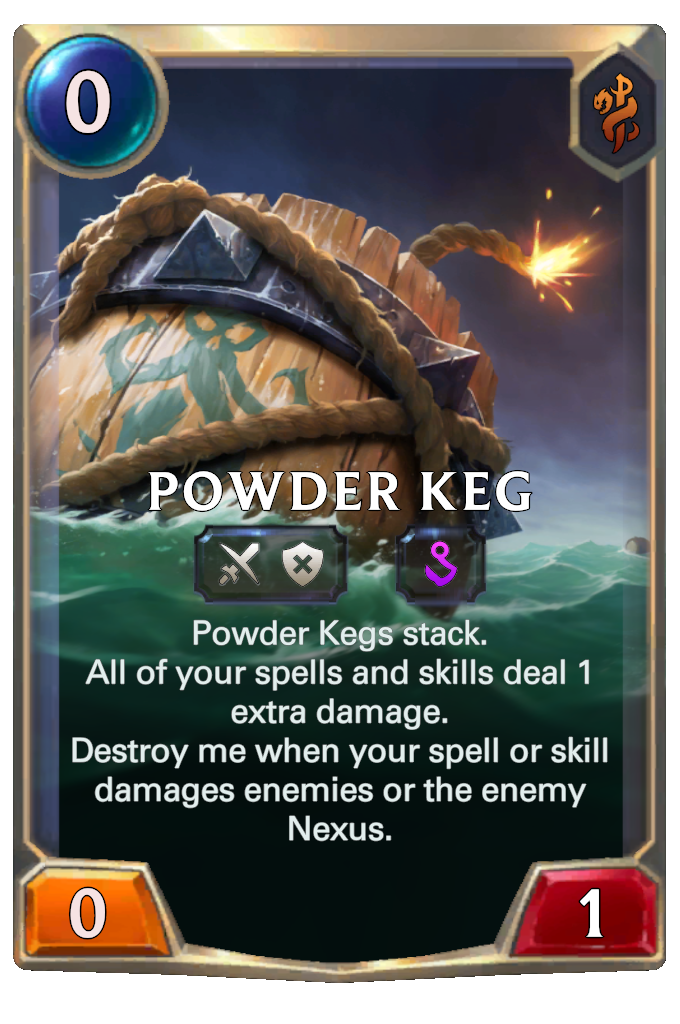 0
POWDER KEG
Powder Kegs stack.
All of your spells and skills deal 1
extra damage.
Destroy me when your spell or skill
damages enemies or the enemy
Nexus.
0
1